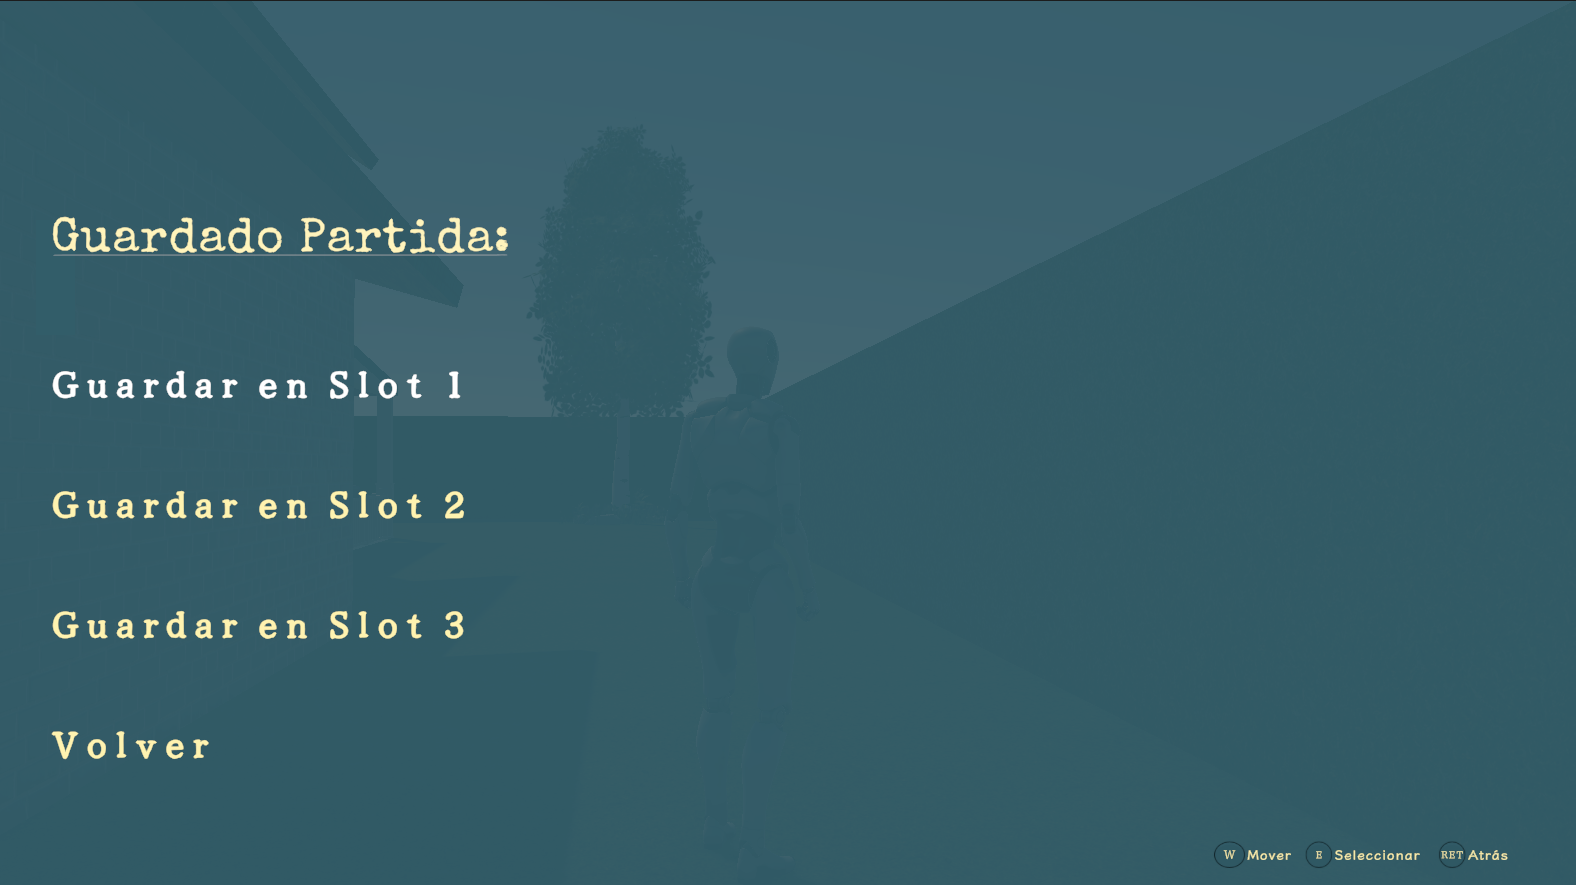 Guardado Partida:
Guardar en Slot 1
Guardar en Slot 2
Guardar en Slot 3
Volver
W Mover E Seleccionar RET Atrás